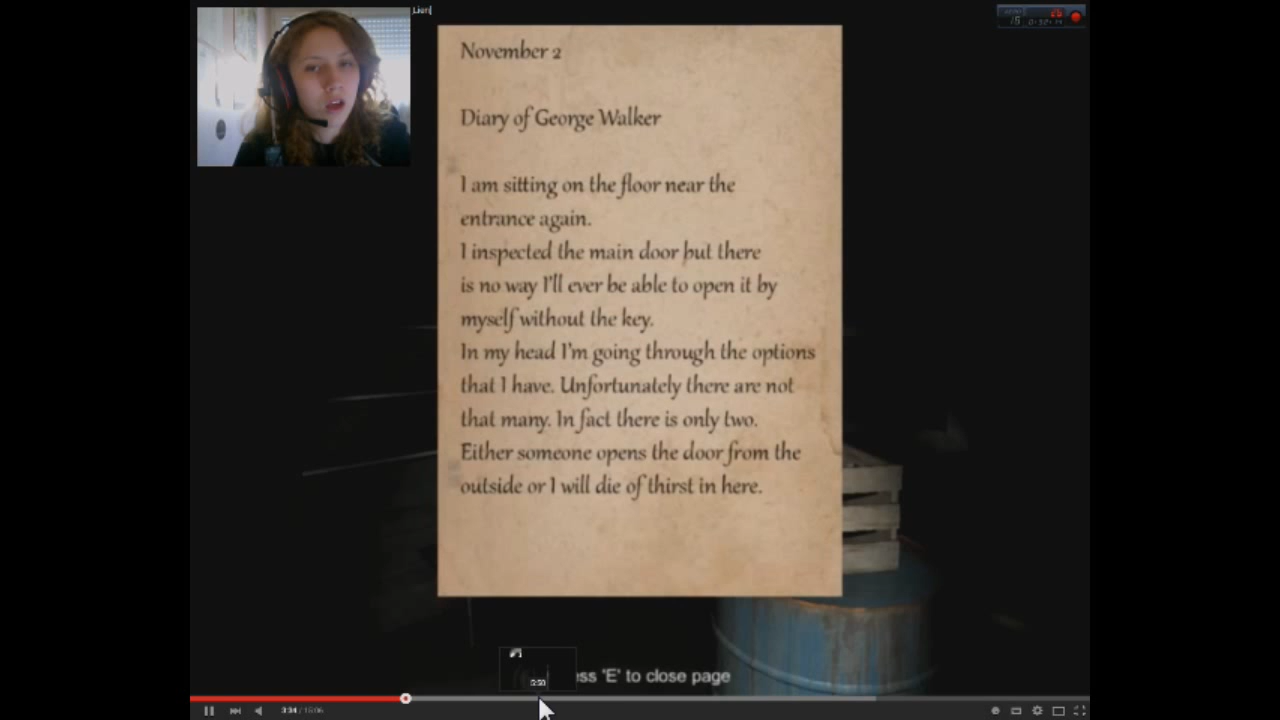 November 2
Diary of George Walker
I am sitting on the floor near the
entrance again.
I inspected the main door but there
is no way I'll ever be able to open it by
myself without the key.
In my head I'm going through the options
that I have. Unfortunately there are not
that many. In fact there is only two.
Either someone opens the door from the
outside or I will die of thirst in here.
ess 'E' to close page